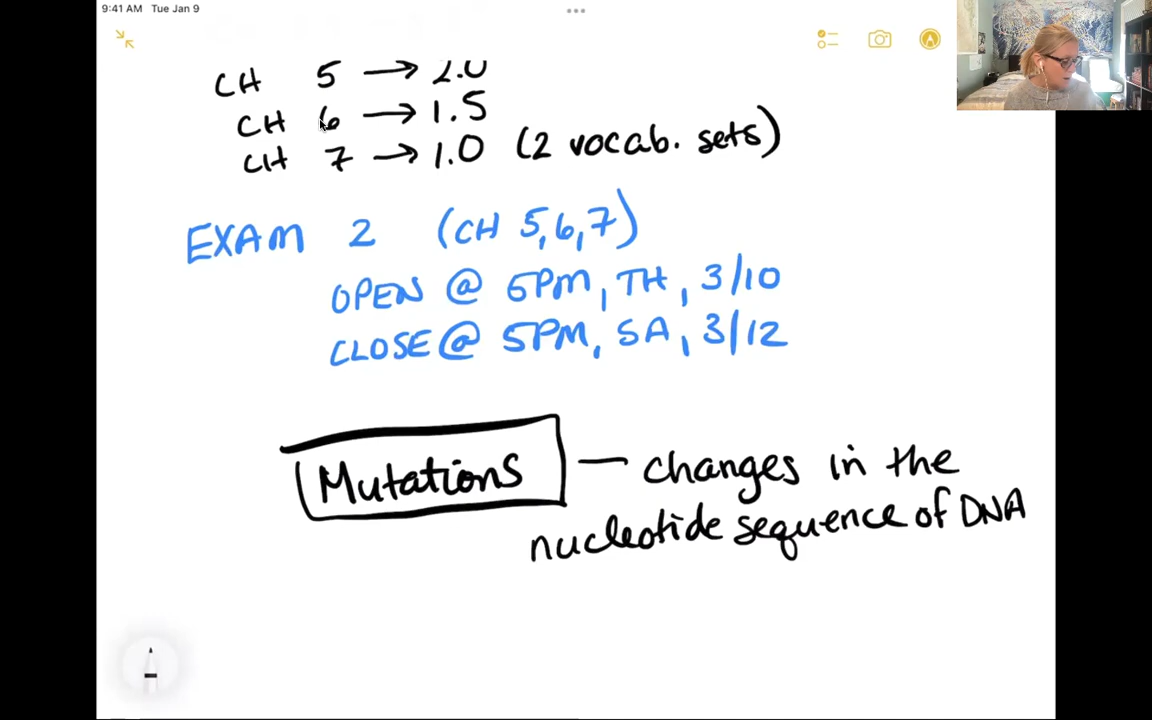 9:41 AM Tue Jan 9
CH 5 → 2.0
CH 6 → 1.5
CH 7 → 1.0 (2 vocab. sets)
EXAM 2 (CH 5,6,7)
OPEN @ 5PM, TH, 3/10
CLOSE @ 5PM, SA, 3/12
Mutations — changes in the
nucleotide sequence of DNA